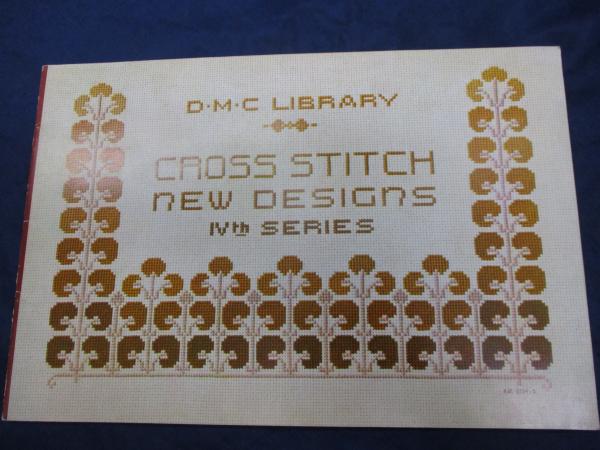 D·M·C LIBRARY
CROSS STITCH
NEW DESIGNS
IVth SERIES